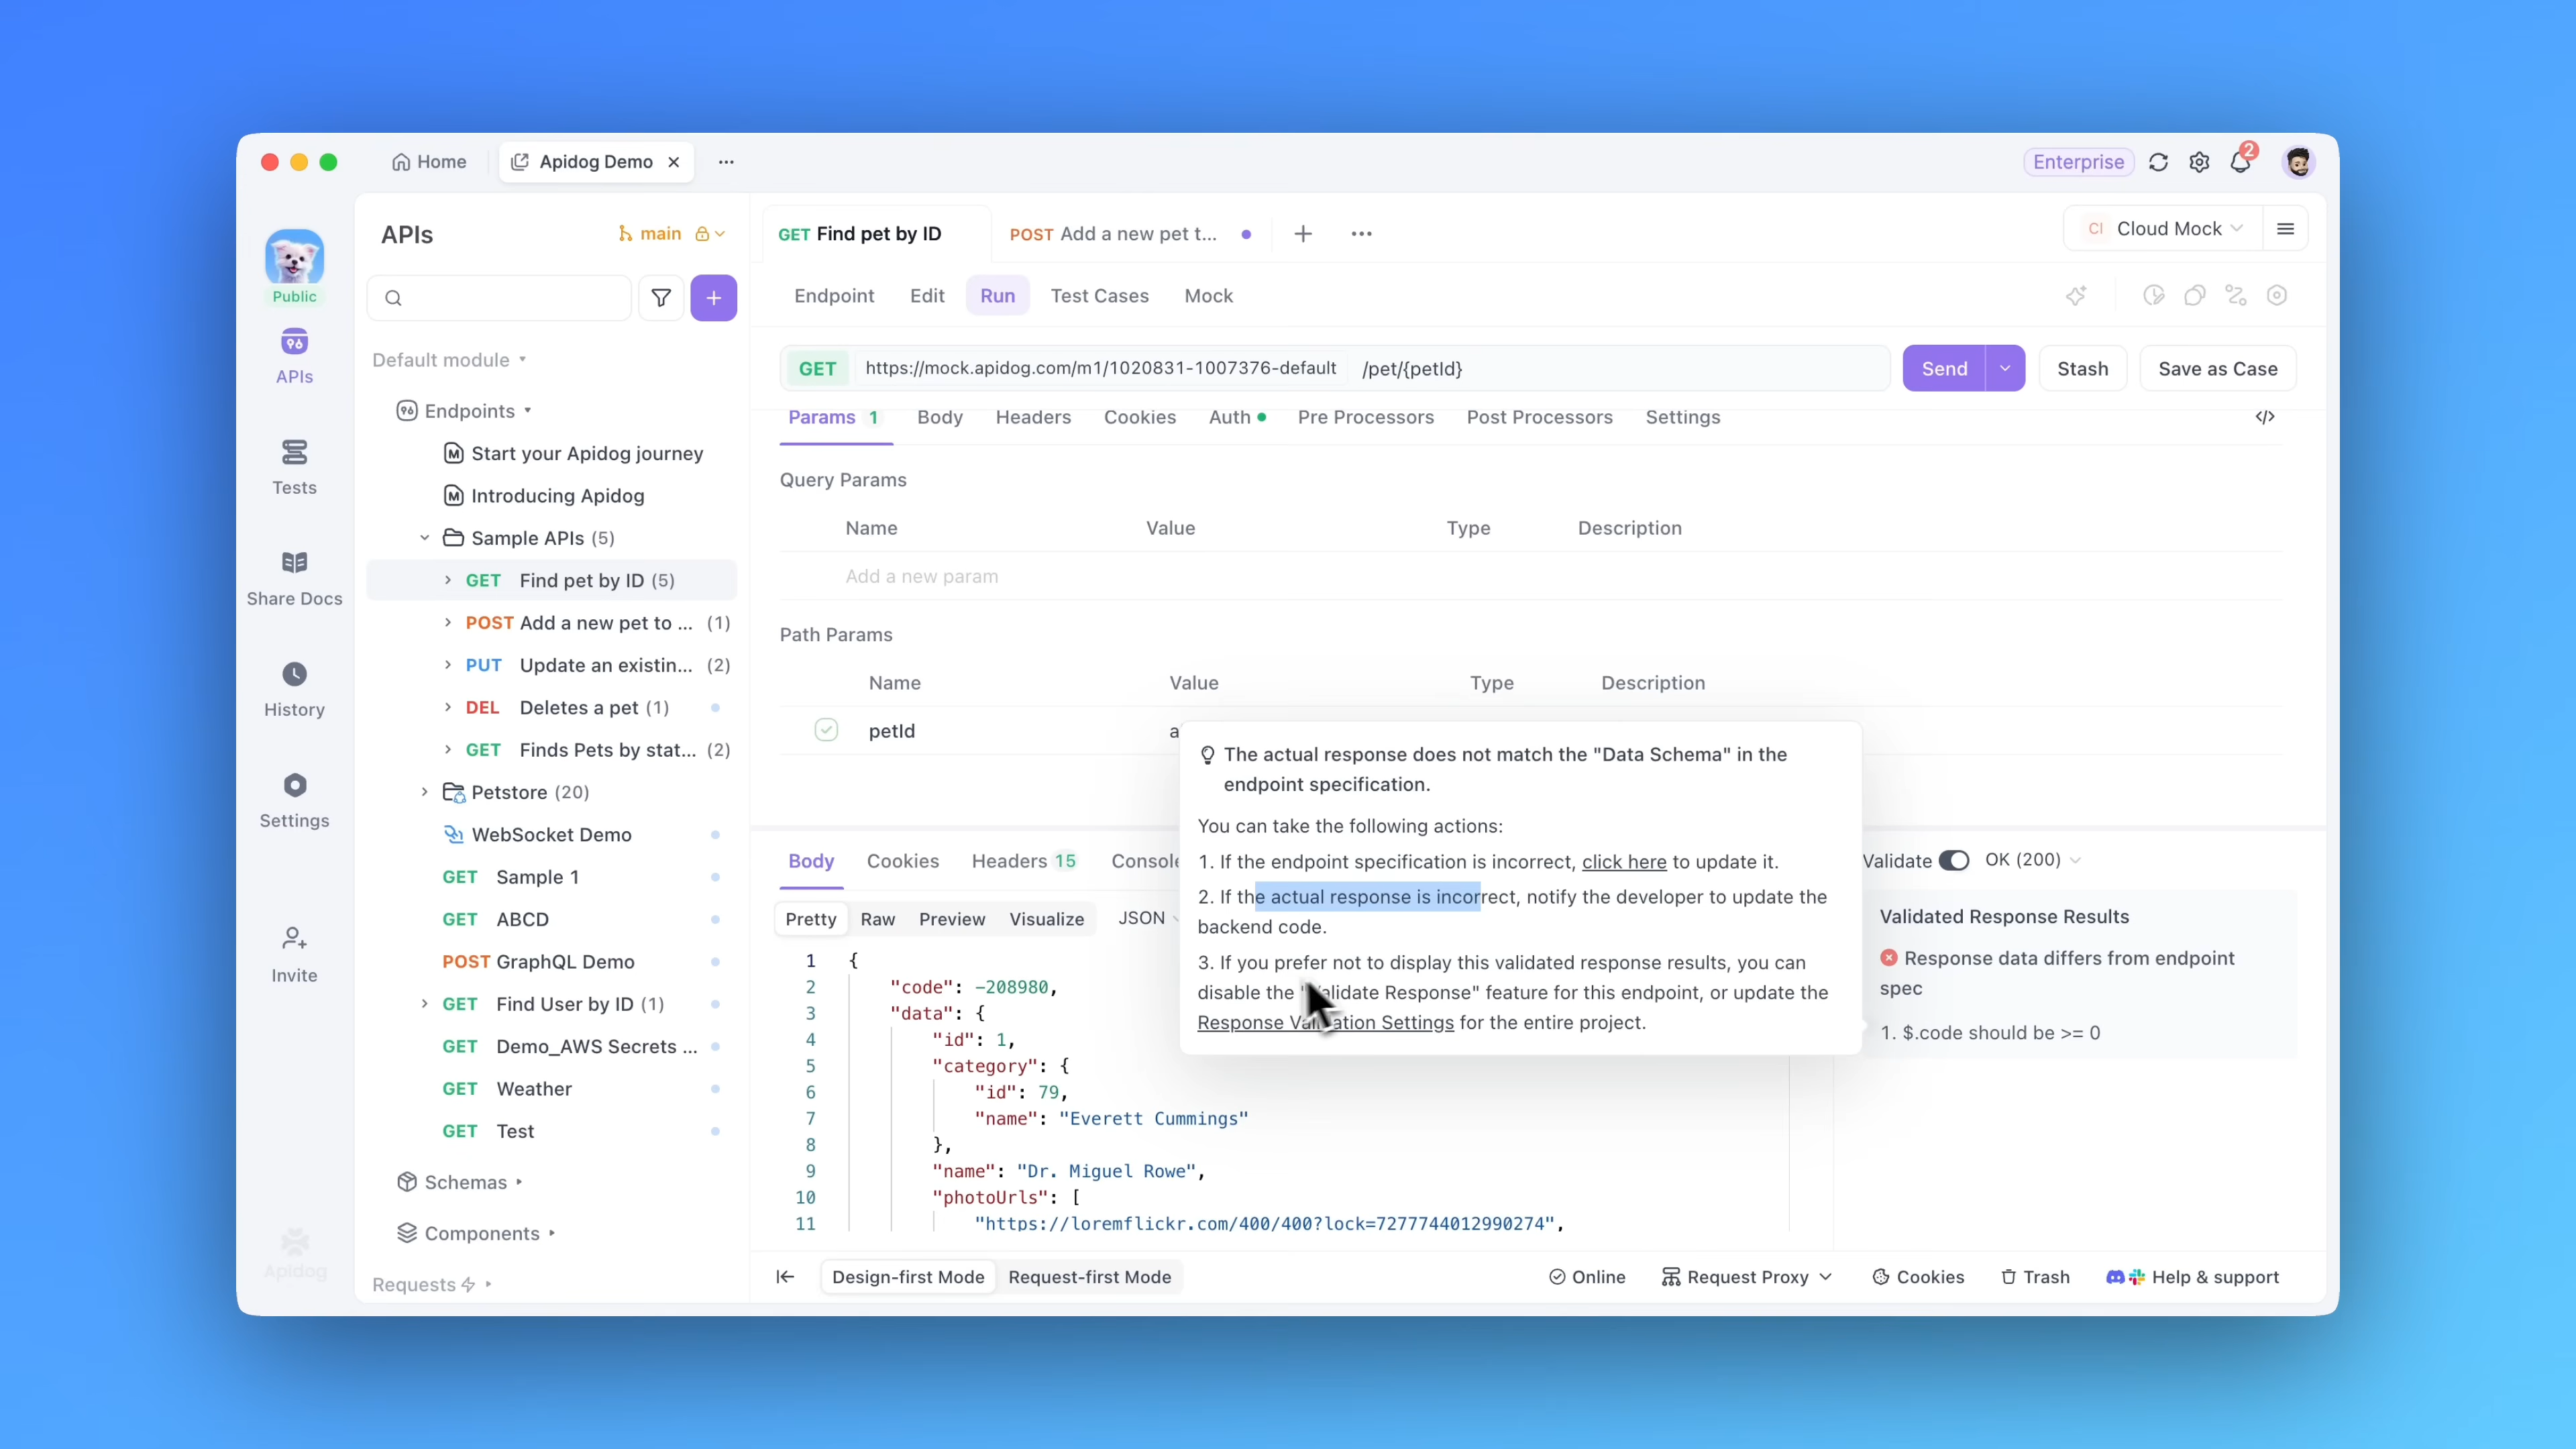 Home
Apidog Demo
Enterprise
2
Public
APIs
Tests
Share Docs
History
Settings
Invite
Apidog
APIs
main
Default module
Endpoints
Start your Apidog journey
Introducing Apidog
Sample APIs (5)
GET Find pet by ID (5)
POST Add a new pet to ... (1)
PUT Update an existin... (2)
DEL Deletes a pet (1)
GET Finds Pets by stat... (2)
Petstore (20)
WebSocket Demo
GET Sample 1
GET ABCD
POST GraphQL Demo
GET Find User by ID (1)
GET Demo_AWS Secrets ...
GET Weather
GET Test
Schemas
Components
Requests
GET Find pet by ID
POST Add a new pet t...
CI Cloud Mock
Endpoint Edit Run Test Cases Mock
GET https://mock.apidog.com/m1/1020831-1007376-default /pet/{petId}
Send Stash Save as Case
Params 1 Body Headers Cookies Auth Pre Processors Post Processors Settings
Query Params
Name Value Type Description
Add a new param
Path Params
Name Value Type Description
petId
The actual response does not match the "Data Schema" in the
endpoint specification.
You can take the following actions:
1. If the endpoint specification is incorrect, click here to update it.
2. If the actual response is incorrect, notify the developer to update the
backend code.
3. If you prefer not to display this validated response results, you can
disable the "Validate Response" feature for this endpoint, or update the
Response Validation Settings for the entire project.
Body Cookies Headers 15 Console
Pretty Raw Preview Visualize JSON
1 {
2 "code": -208980,
3 "data": {
4 "id": 1,
5 "category": {
6 "id": 79,
7 "name": "Everett Cummings"
8 },
9 "name": "Dr. Miguel Rowe",
10 "photoUrls": [
11 "https://loremflickr.com/400/400?lock=7277744012990274",
Validate OK (200)
Validated Response Results
Response data differs from endpoint
spec
1. $.code should be >= 0
Design-first Mode Request-first Mode
Online Request Proxy Cookies Trash Help & support